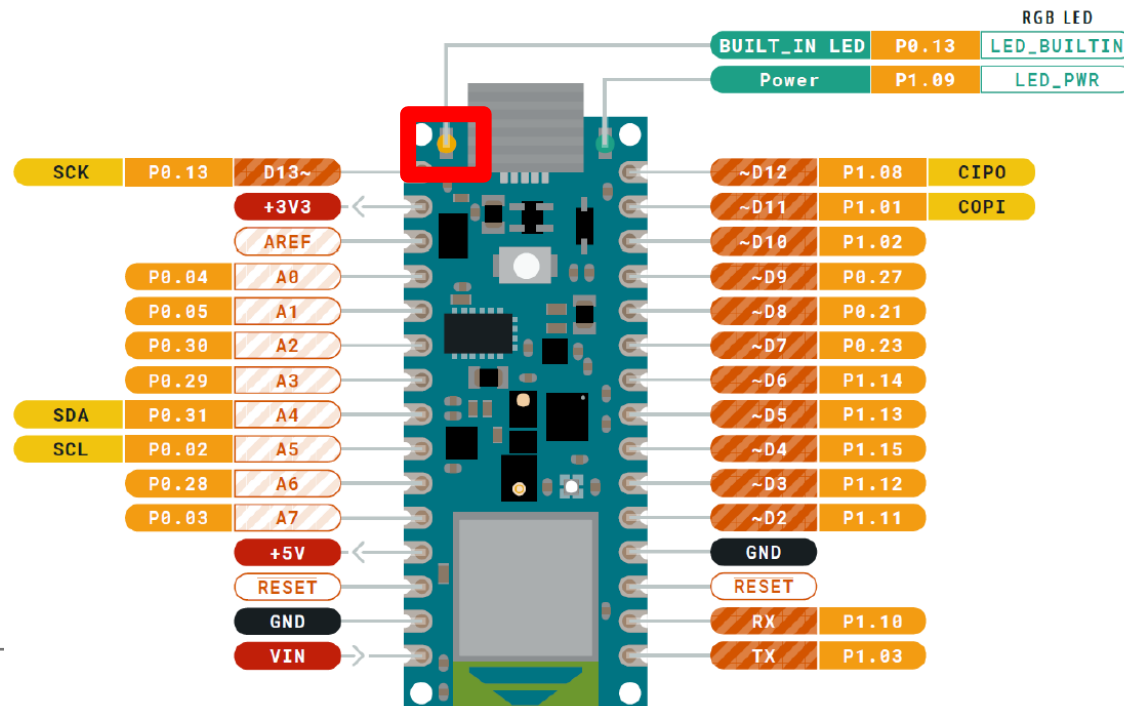 RGB LED
BUILT_IN LED P0.13 LED_BUILTIN
Power P1.09 LED_PWR
SCK P0.13 D13~
+3V3
AREF
P0.04 A0
P0.05 A1
P0.30 A2
P0.29 A3
SDA P0.31 A4
SCL P0.02 A5
P0.28 A6
P0.03 A7
+5V
RESET
GND
VIN
~D12 P1.08 CIPO
~D11 P1.01 COPI
~D10 P1.02
~D9 P0.27
~D8 P0.21
~D7 P0.23
~D6 P1.14
~D5 P1.13
~D4 P1.15
~D3 P1.12
~D2 P1.11
GND
RESET
RX P1.10
TX P1.03